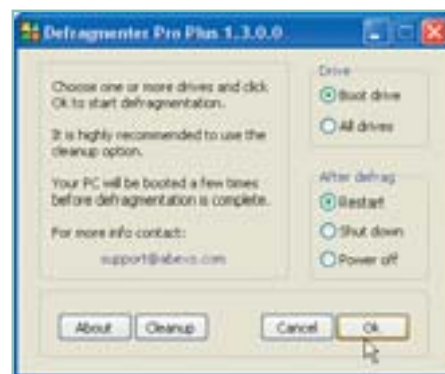 Defragmenter Pro Plus 1.3.0.0
Choose one or more drives and click
Ok to start defragmentation.
It is highly recommended to use the
cleanup option.
Your PC will be booted a few times
before defragmentation is complete.
For more info contact:
support@abevs.com
Drive
Boot drive
All drives
After defrag
Restart
Shut down
Power off
About
Cleanup
Cancel
Ok